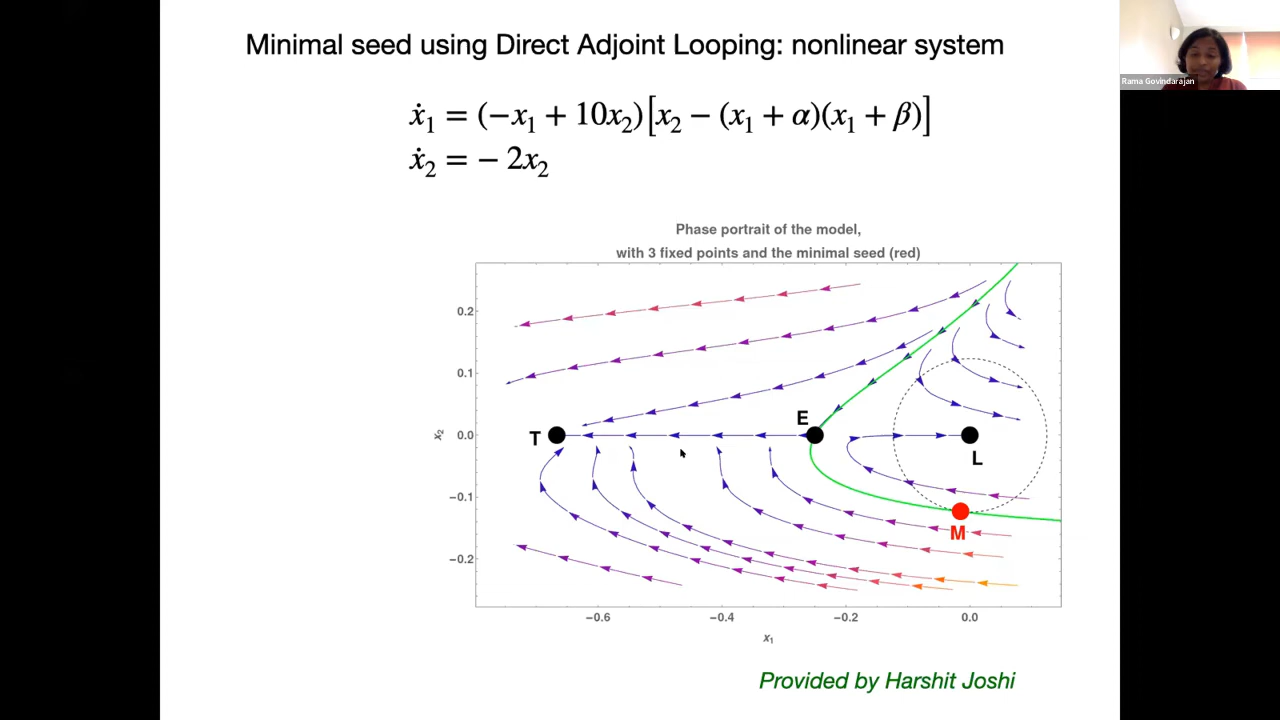 Minimal seed using Direct Adjoint Looping: nonlinear system
Rama Govindarajan
ẋ₁ = (−x₁ + 10x₂)[x₂ − (x₁ + α)(x₁ + β)]
ẋ₂ = − 2x₂
Phase portrait of the model,
with 3 fixed points and the minimal seed (red)
0.2
0.1
0.0
−0.1
−0.2
x₂
T
E
L
M
−0.6
−0.4
−0.2
0.0
x₁
Provided by Harshit Joshi